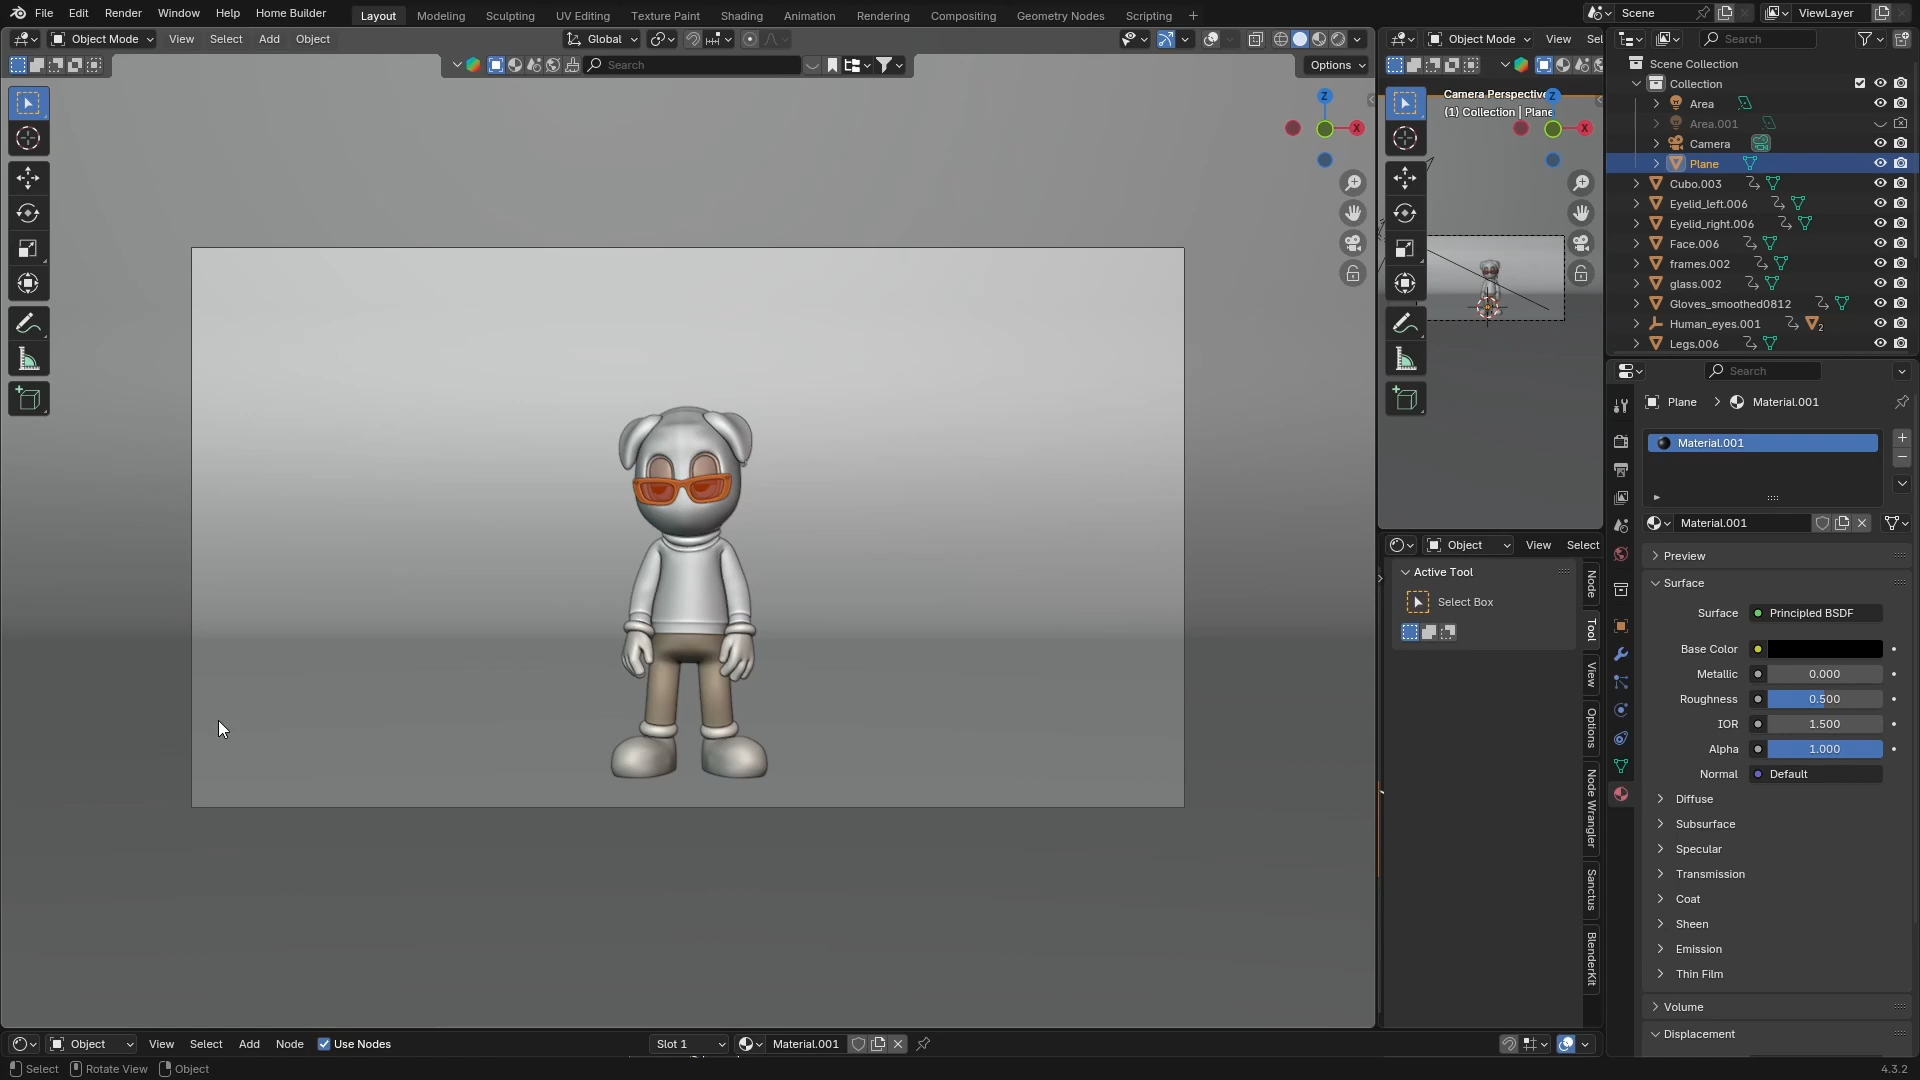 File Edit Render Window Help Home Builder Layout Modeling Sculpting UV Editing Texture Paint Shading Animation Rendering Compositing Geometry Nodes Scripting + Scene ViewLayer
Object Mode View Select Add Object Global
Search Options
Object Mode View Sel
Camera Perspective
(1) Collection | Plane
Z
X
Z
X
Search
Scene Collection
Collection
Area
Area.001
Camera
Plane
Cubo.003
Eyelid_left.006
Eyelid_right.006
Face.006
frames.002
glass.002
Gloves_smoothed0812
Human_eyes.001 2
Legs.006
Object View Select
Active Tool
Select Box
Node
Tool
View
Options
Node Wrangler
Sanctus
BlenderKit
Search
Plane > Material.001
Material.001
Material.001
Preview
Surface
Surface Principled BSDF
Base Color
Metallic 0.000
Roughness 0.500
IOR 1.500
Alpha 1.000
Normal Default
Diffuse
Subsurface
Specular
Transmission
Coat
Sheen
Emission
Thin Film
Volume
Displacement
Object View Select Add Node Use Nodes Slot 1 Material.001
Select Rotate View Object 4.3.2